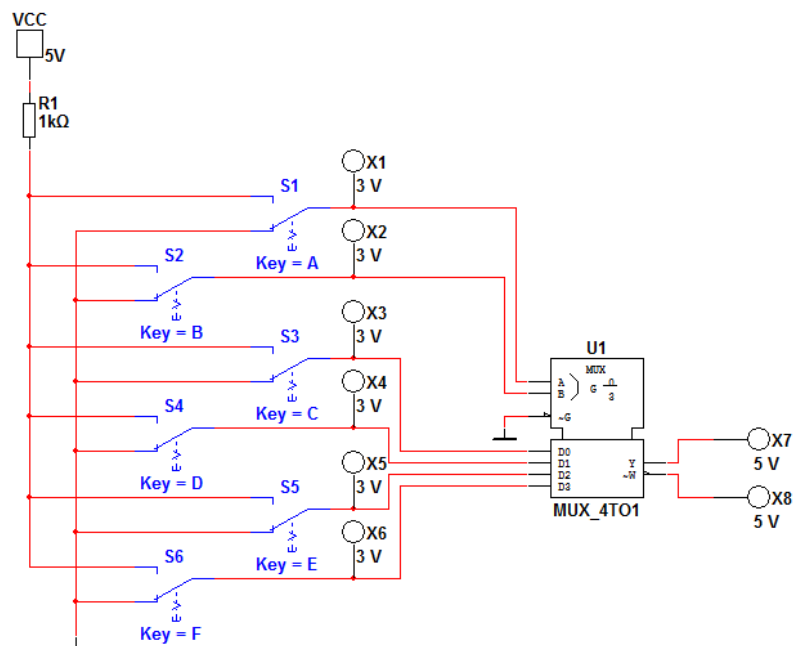 VCC
5V
R1
1kΩ
X1
3 V
S1
Key = A
X2
3 V
S2
Key = B
X3
3 V
S3
Key = C
X4
3 V
S4
Key = D
X5
3 V
S5
Key = E
X6
3 V
S6
Key = F
U1
MUX
A
B
G 0
3
~G
D0
D1
D2
D3
Y
~W
MUX_4TO1
X7
5 V
X8
5 V